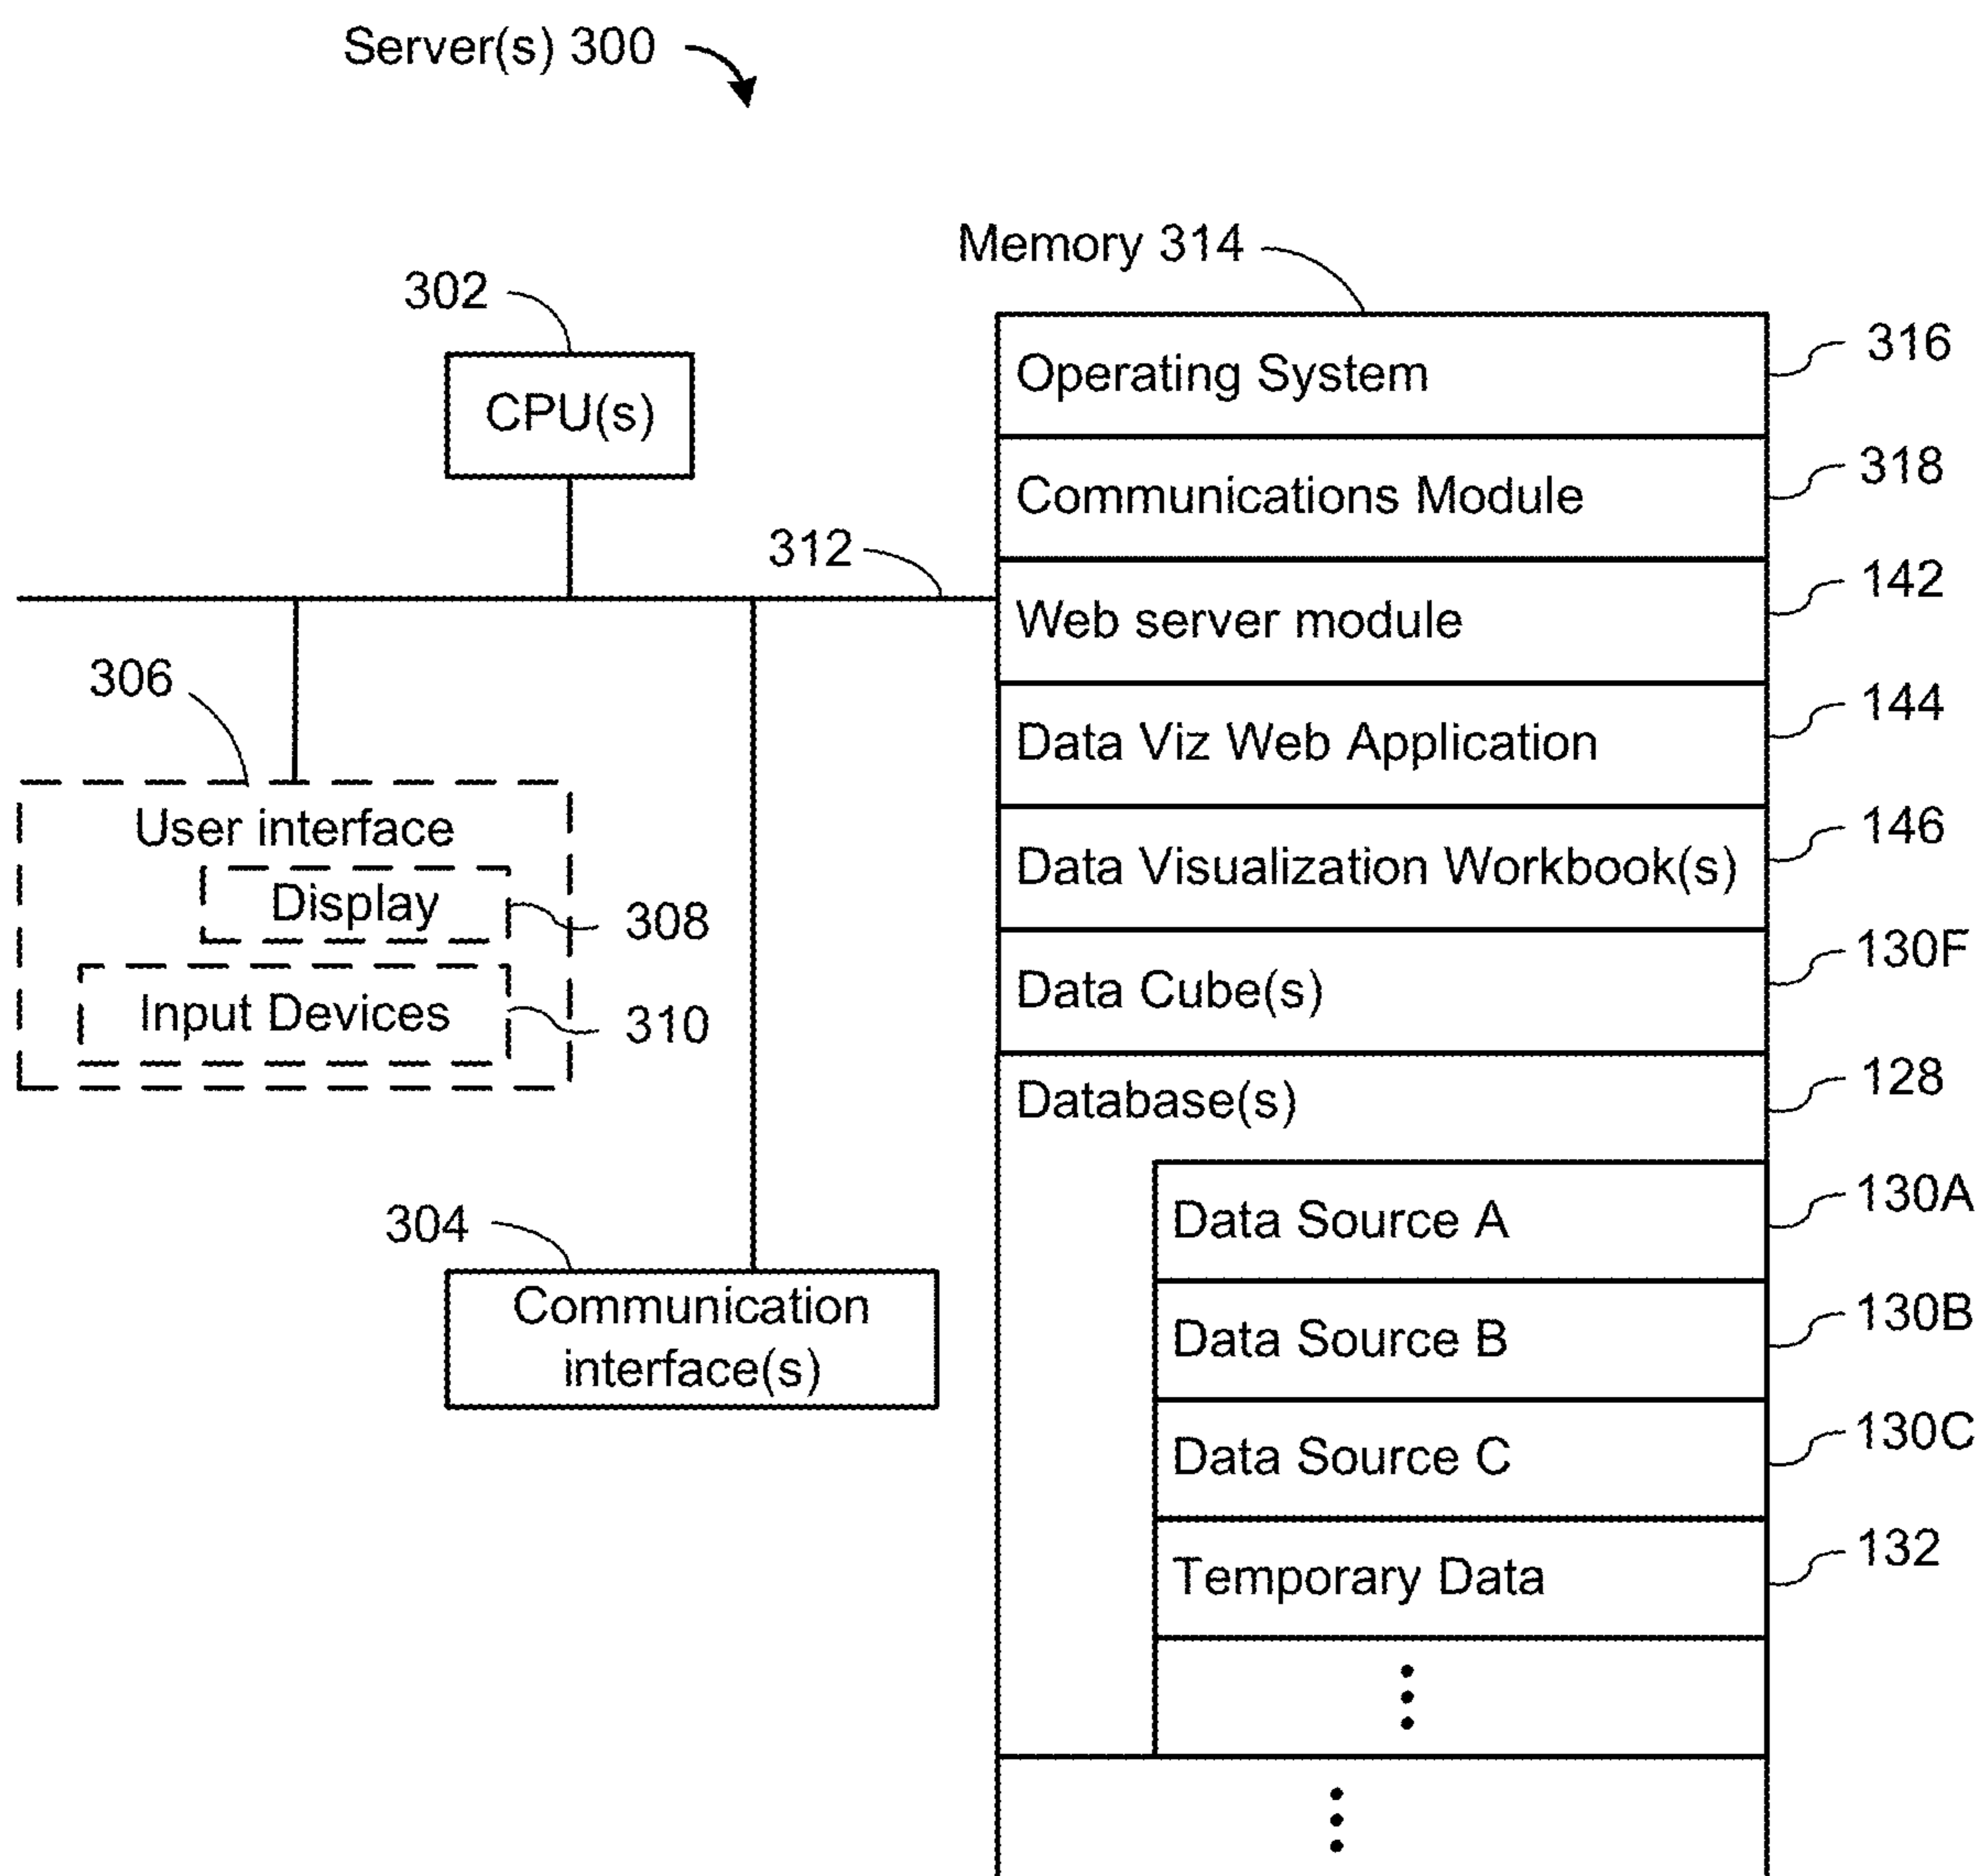 Server(s) 300
Memory 314
302
CPU(s)
312
306
User interface
Display
308
Input Devices
310
304
Communication
interface(s)
Operating System
316
Communications Module
318
Web server module
142
Data Viz Web Application
144
Data Visualization Workbook(s)
146
Data Cube(s)
130F
Database(s)
128
Data Source A
130A
Data Source B
130B
Data Source C
130C
Temporary Data
132